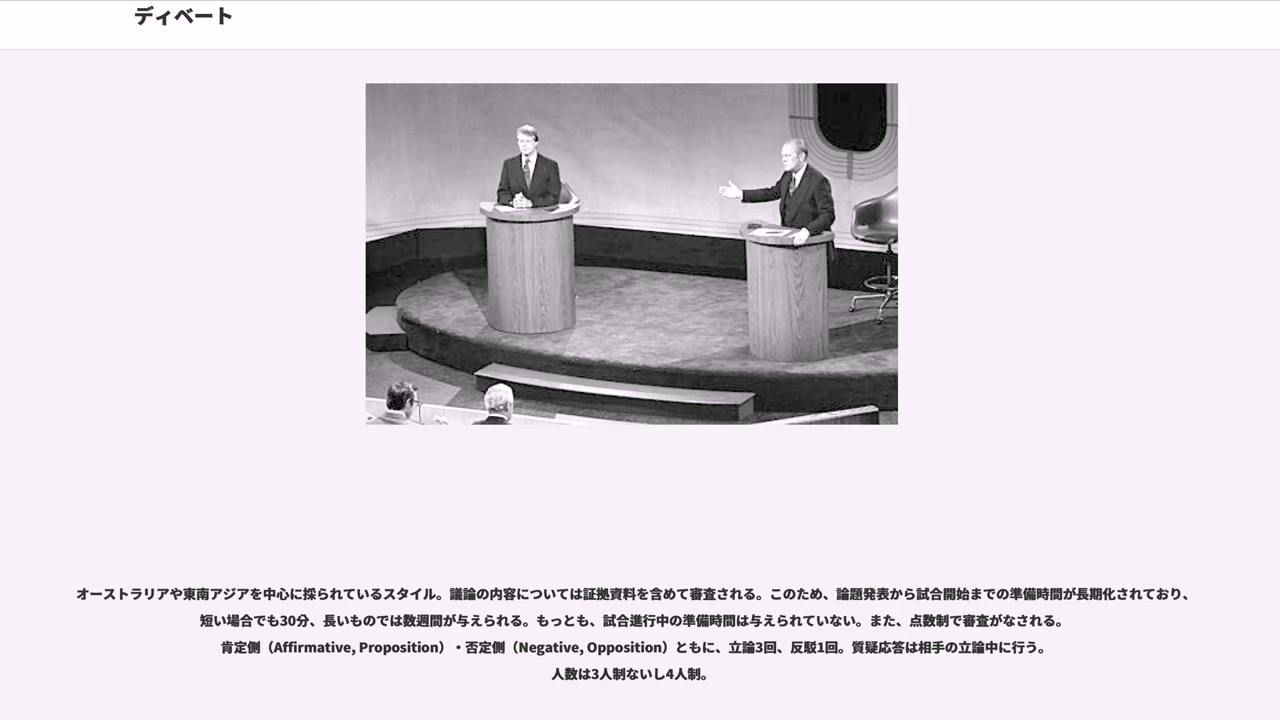 ディベート
オーストラリアや東南アジアを中心に採られているスタイル。議論の内容については証拠資料を含めて審査される。このため、論題発表から試合開始までの準備時間が長期化されており、
短い場合でも30分、長いものでは数週間が与えられる。もっとも、試合進行中の準備時間は与えられていない。また、点数制で審査がなされる。
肯定側（Affirmative, Proposition）・否定側（Negative, Opposition）ともに、立論3回、反駁1回。質疑応答は相手の立論中に行う。
人数は3人制ないし4人制。